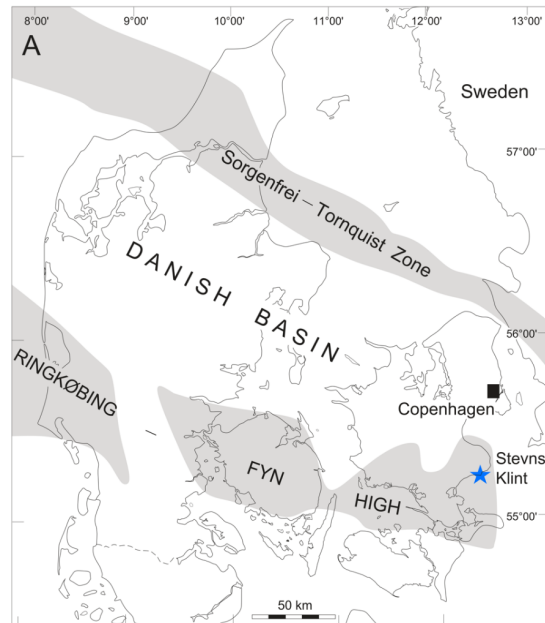 8°00' 9°00' 10°00' 11°00' 12°00' 13°00'
A
Sweden
57°00'
Sorgenfrei – Tornquist Zone
DANISH BASIN
56°00'
RINGKØBING
Copenhagen
Stevns
Klint
FYN
HIGH
55°00'
50 km